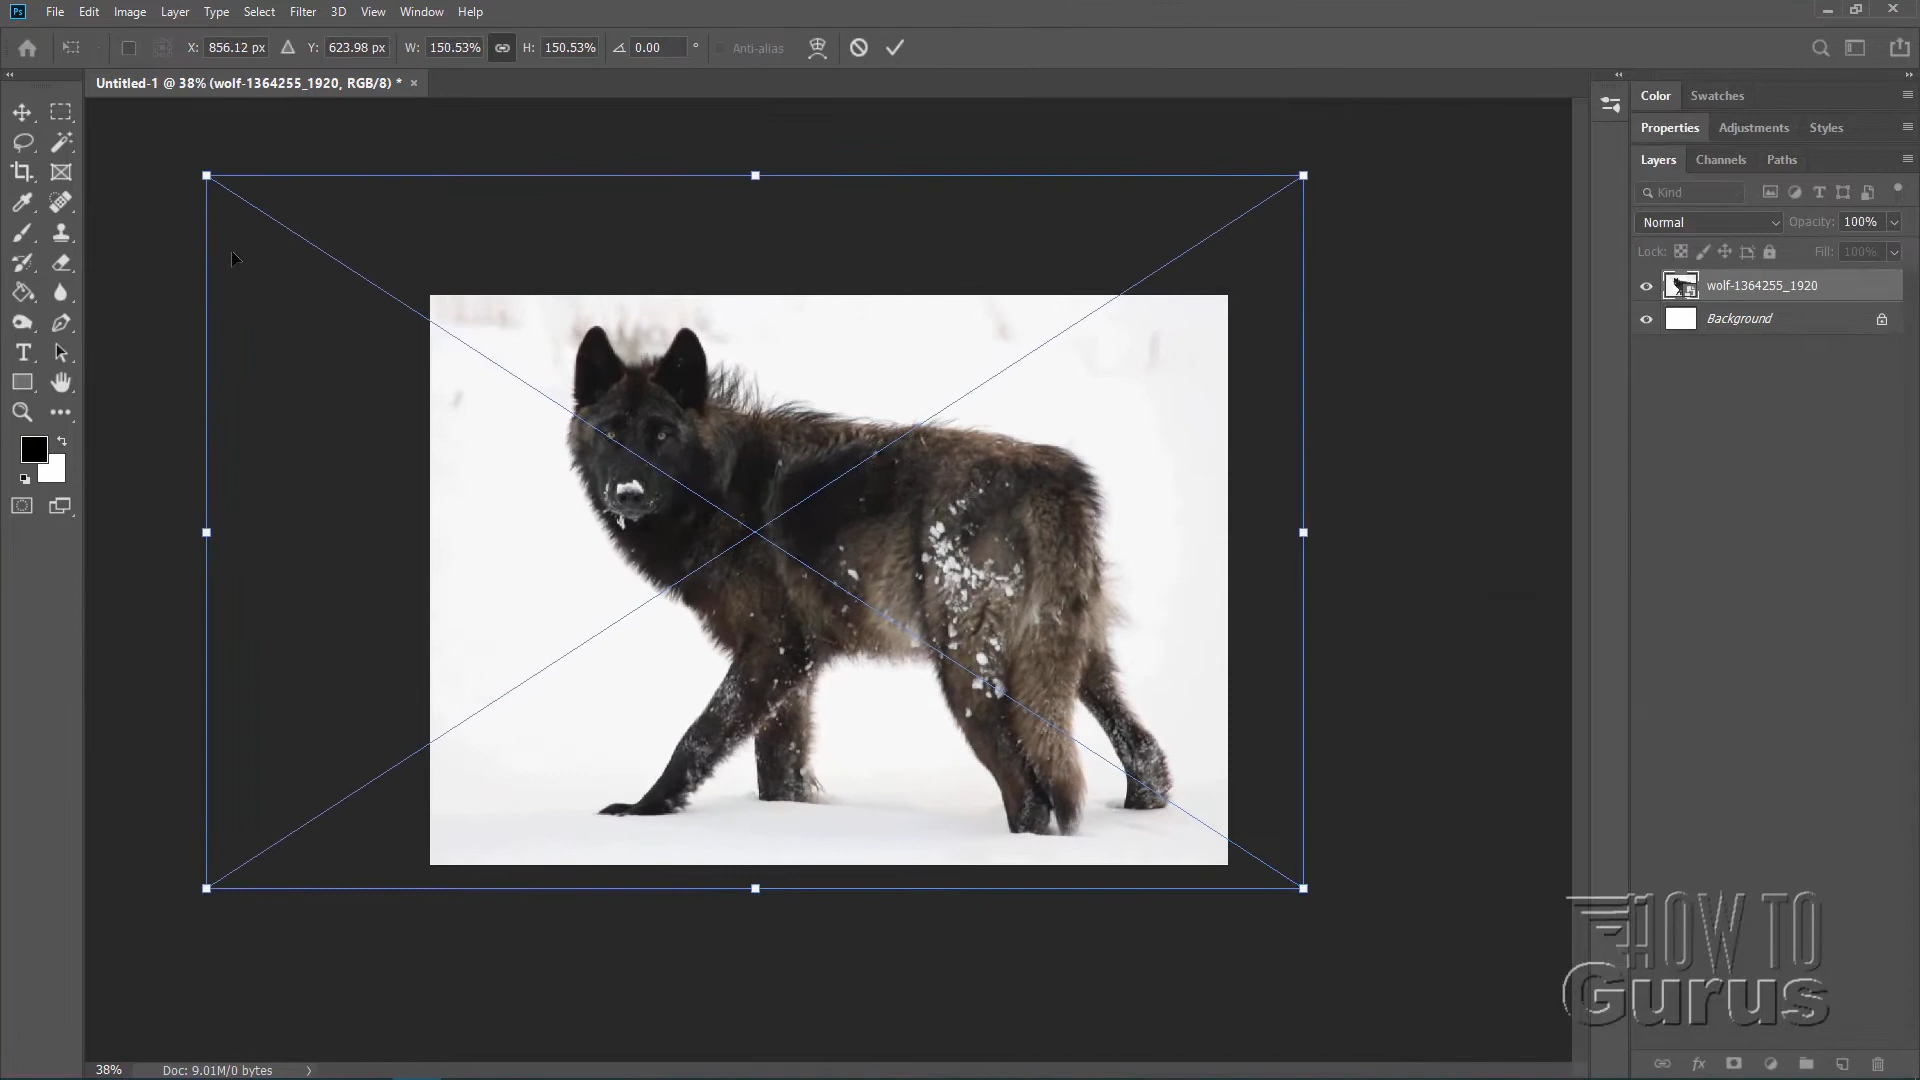 Ps File Edit Image Layer Type Select Filter 3D View Window Help
X: 856.12 px Y: 623.98 px W: 150.53% H: 150.53% 0.00 ° Anti-alias
Untitled-1 @ 38% (wolf-1364255_1920, RGB/8) * ×
Color Swatches
Properties Adjustments Styles
Layers Channels Paths
Kind
Normal Opacity: 100%
Lock: Fill: 100%
wolf-1364255_1920
Background
HOW TO
Gurus
38% Doc: 9.01M/0 bytes